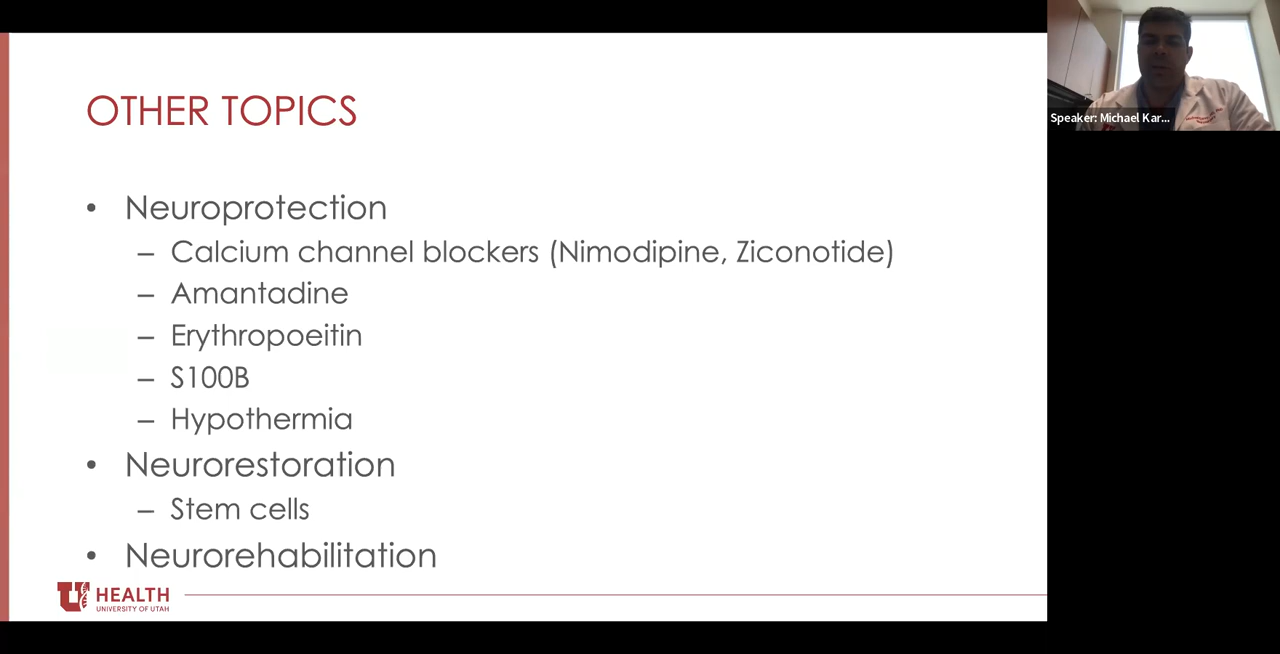 OTHER TOPICS
• Neuroprotection
– Calcium channel blockers (Nimodipine, Ziconotide)
– Amantadine
– Erythropoeitin
– S100B
– Hypothermia
• Neurorestoration
– Stem cells
• Neurorehabilitation
U HEALTH
UNIVERSITY OF UTAH
Speaker: Michael Kar...